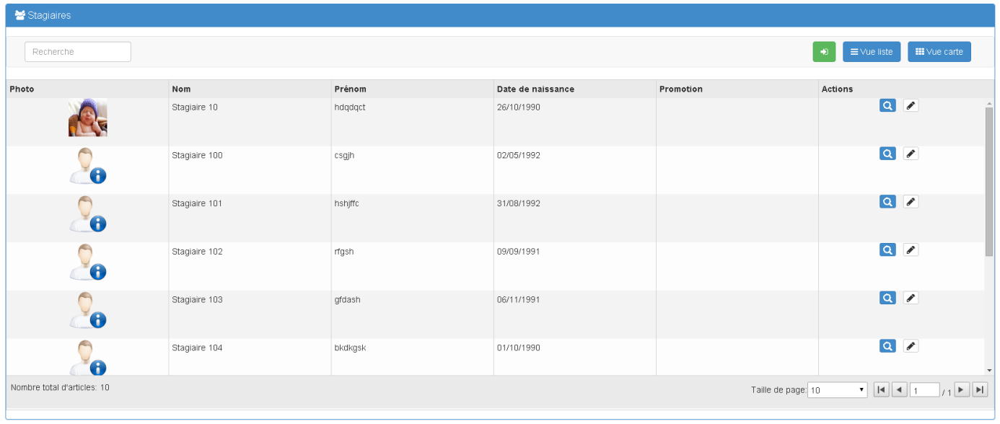 Stagiaires
Recherche
Vue liste Vue carte
Photo Nom Prénom Date de naissance Promotion Actions
Stagiaire 10 hdqdqct 26/10/1990
Stagiaire 100 csgjh 02/05/1992
Stagiaire 101 hshjffc 31/08/1992
Stagiaire 102 rfgsh 09/09/1991
Stagiaire 103 gfdash 06/11/1991
Stagiaire 104 bkdkgsk 01/10/1990
Nombre total d'articles: 10 Taille de page: 10 1 / 1